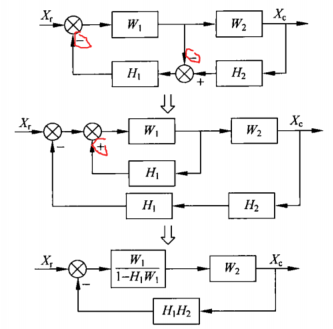 Xr W1 W2 Xc
− −
H1 + H2
Xr W1 W2 Xc
− +
H1
H1 H2
Xr W1 W2 Xc
1−H1W1
−
H1H2